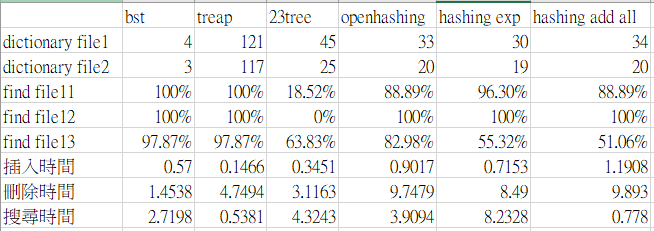 bst treap 23tree openhashing hashing exp hashing add all
dictionary file1 4 121 45 33 30 34
dictionary file2 3 117 25 20 19 20
find file11 100% 100% 18.52% 88.89% 96.30% 88.89%
find file12 100% 100% 0% 100% 100% 100%
find file13 97.87% 97.87% 63.83% 82.98% 55.32% 51.06%
插入時間 0.57 0.1466 0.3451 0.9017 0.7153 1.1908
刪除時間 1.4538 4.7494 3.1163 9.7479 8.49 9.893
搜尋時間 2.7198 0.5381 4.3243 3.9094 8.2328 0.778